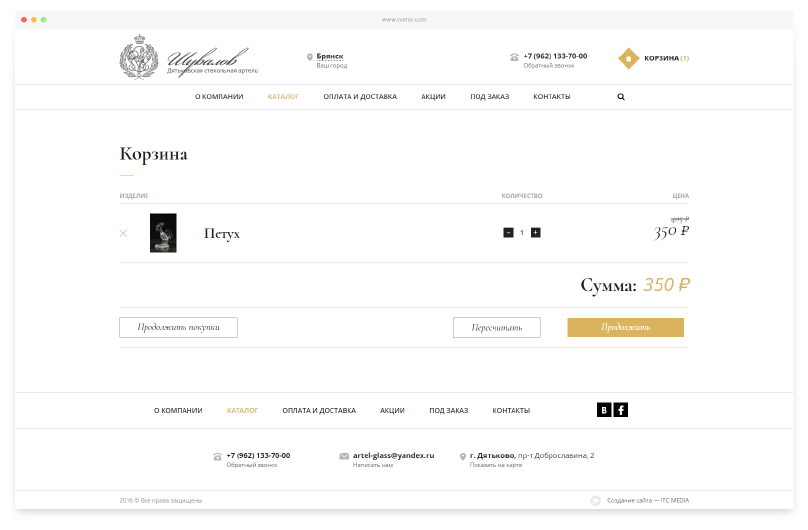 www.name.com
Шувалов
Дятьковская стекольная артель
Брянск
Ваш город
+7 (962) 133-70-00
Обратный звонок
КОРЗИНА (1)
О КОМПАНИИ КАТАЛОГ ОПЛАТА И ДОСТАВКА АКЦИИ ПОД ЗАКАЗ КОНТАКТЫ
Корзина
ИЗДЕЛИЕ КОЛИЧЕСТВО ЦЕНА
405 ₽
Петух - 1 + 350 ₽
Сумма: 350 ₽
Продолжить покупки Пересчитать Продолжить
О КОМПАНИИ КАТАЛОГ ОПЛАТА И ДОСТАВКА АКЦИИ ПОД ЗАКАЗ КОНТАКТЫ
B f
+7 (962) 133-70-00 artel-glass@yandex.ru г. Дятьково, пр-т Доброславина, 2
Обратный звонок Написать нам Показать на карте
2016 © Все права защищены Создание сайта — ITC MEDIA